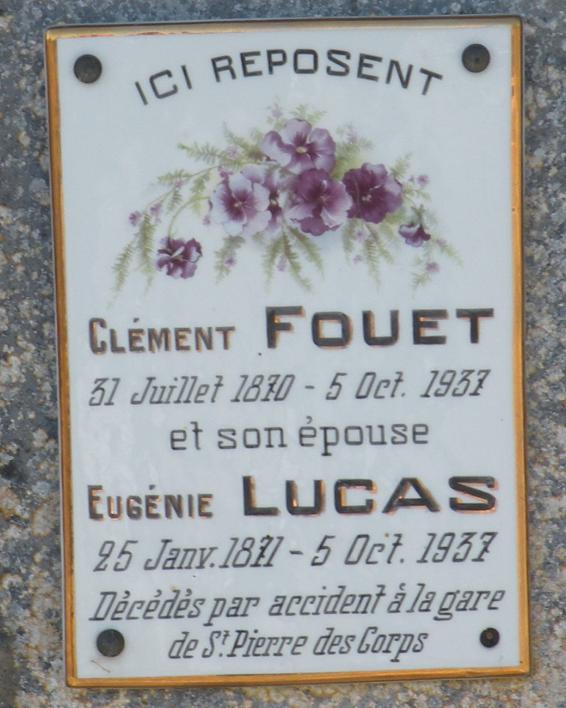 ICI REPOSENT
CLÉMENT FOUET
31 Juillet 1870 - 5 Oct. 1937
et son épouse
EUGÉNIE LUCAS
25 Janv. 1871 - 5 Oct. 1937
Décédés par accident à la gare
de St. Pierre des Corps